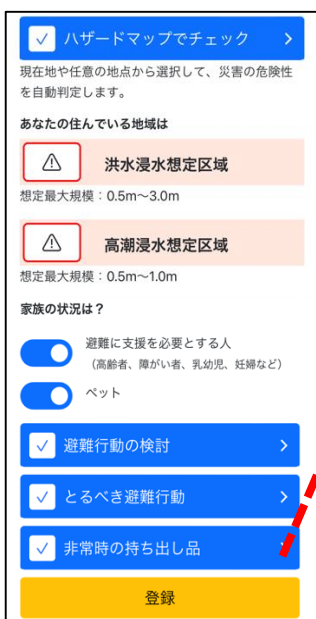 ハザードマップでチェック
現在地や任意の地点から選択して、災害の危険性
を自動判定します。
あなたの住んでいる地域は
洪水浸水想定区域
想定最大規模：0.5m～3.0m
高潮浸水想定区域
想定最大規模：0.5m～1.0m
家族の状況は？
避難に支援を必要とする人
（高齢者、障がい者、乳幼児、妊婦など）
ペット
避難行動の検討
とるべき避難行動
非常時の持ち出し品
登録